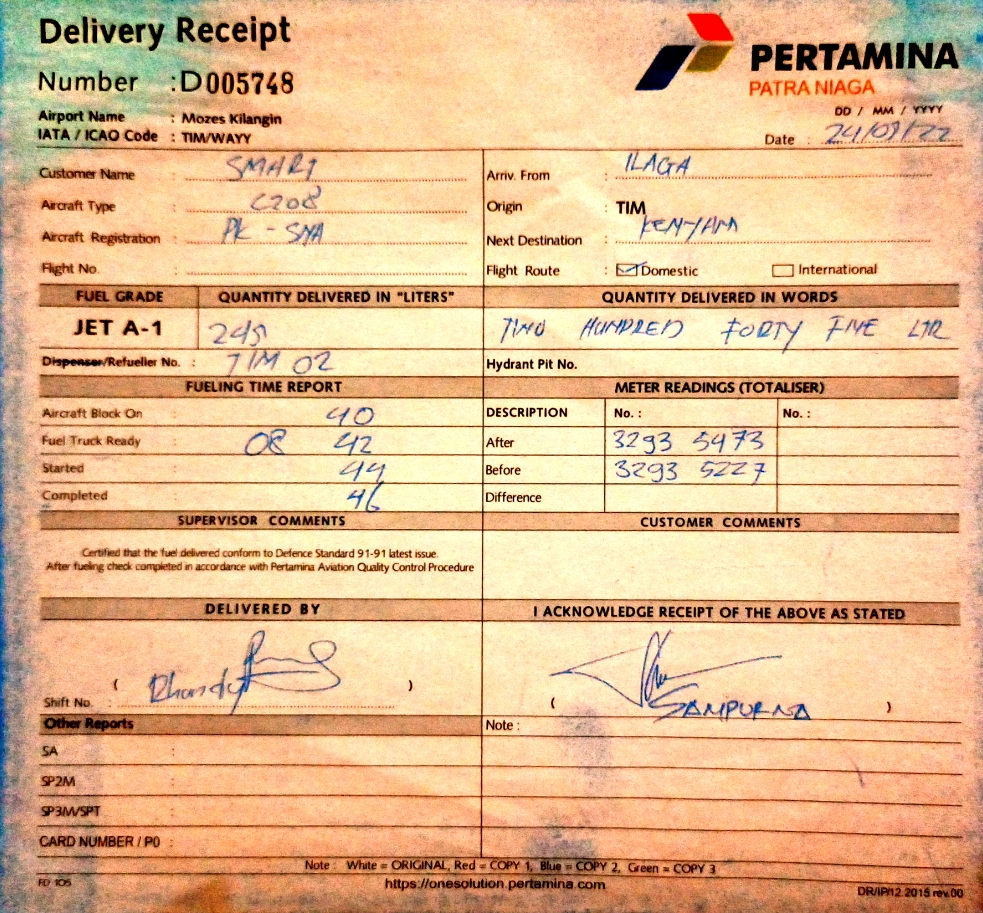 Delivery Receipt
Number : D 005748
PERTAMINA
PATRA NIAGA
Airport Name : Mozes Kilangin
IATA / ICAO Code : TIM/WAYY
DD / MM / YYYY
Date : 24/09/22
Customer Name : SMART
Arriv. From : ILAGA
Aircraft Type : C208
Origin : TIM
Aircraft Registration : PK - SNA
Next Destination : KENYAM
Flight No. :
Flight Route : Domestic International
FUEL GRADE QUANTITY DELIVERED IN "LITERS" QUANTITY DELIVERED IN WORDS
JET A-1 245 TWO HUNDRED FORTY FIVE LTR
Dispenser/Refueller No. : TIM 02 Hydrant Pit No.
FUELING TIME REPORT METER READINGS (TOTALISER)
Aircraft Block On : 40 DESCRIPTION No. : No. :
Fuel Truck Ready : 08 42 After 3293 5473
Started : 44 Before 3293 5227
Completed : 46 Difference
SUPERVISOR COMMENTS CUSTOMER COMMENTS
Certified that the fuel delivered conform to Defence Standard 91-91 latest issue.
After fueling check completed in accordance with Pertamina Aviation Quality Control Procedure
DELIVERED BY I ACKNOWLEDGE RECEIPT OF THE ABOVE AS STATED
( )
Shift No. :
( SAMPURNA )
Other Reports Note :
SA :
SP2M :
SP3M/SPT :
CARD NUMBER / P0 :
Note : White = ORIGINAL, Red = COPY 1, Blue = COPY 2, Green = COPY 3
FD 105 https://onesolution.pertamina.com DR/IP/12.2015 rev.00